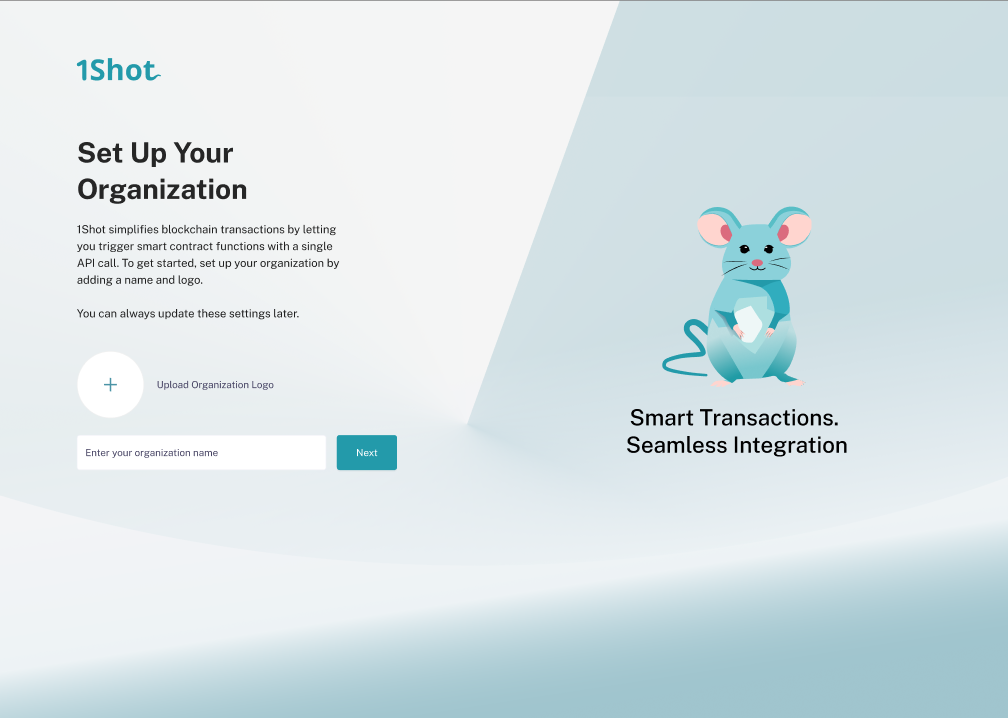 1Shot
Set Up Your
Organization
1Shot simplifies blockchain transactions by letting
you trigger smart contract functions with a single
API call. To get started, set up your organization by
adding a name and logo.
You can always update these settings later.
Upload Organization Logo
Enter your organization name
Next
Smart Transactions.
Seamless Integration